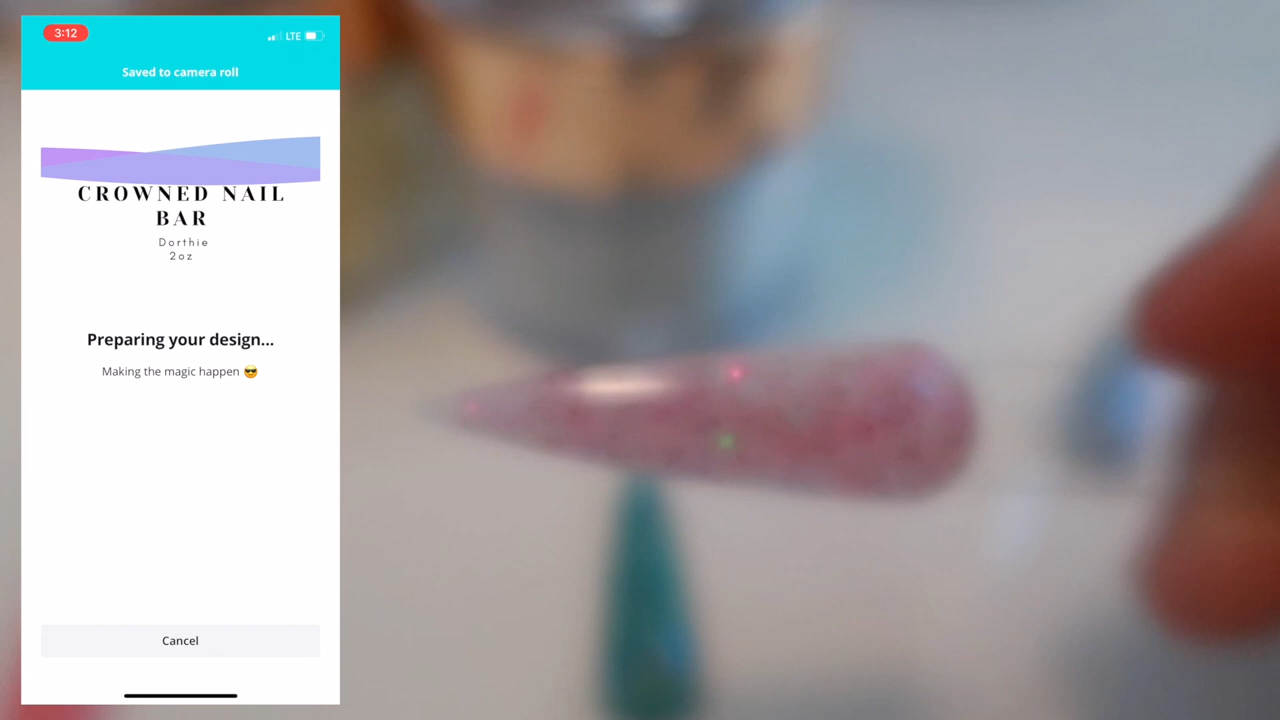 3:12
LTE
Saved to camera roll
CROWNED NAIL
BAR
Dorthie
2oz
Preparing your design...
Making the magic happen 😎
Cancel